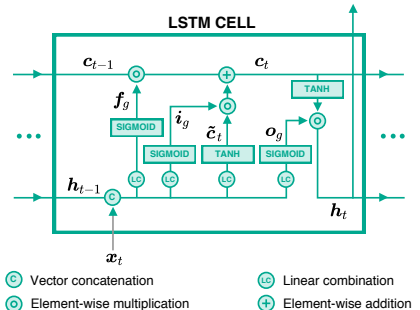 LSTM CELL
c_{t-1}
c_t
TANH
f_g
i_g
c̃_t
o_g
SIGMOID
SIGMOID
TANH
SIGMOID
h_{t-1}
LC
LC
LC
LC
C
h_t
x_t
C Vector concatenation
LC Linear combination
Element-wise multiplication
+ Element-wise addition